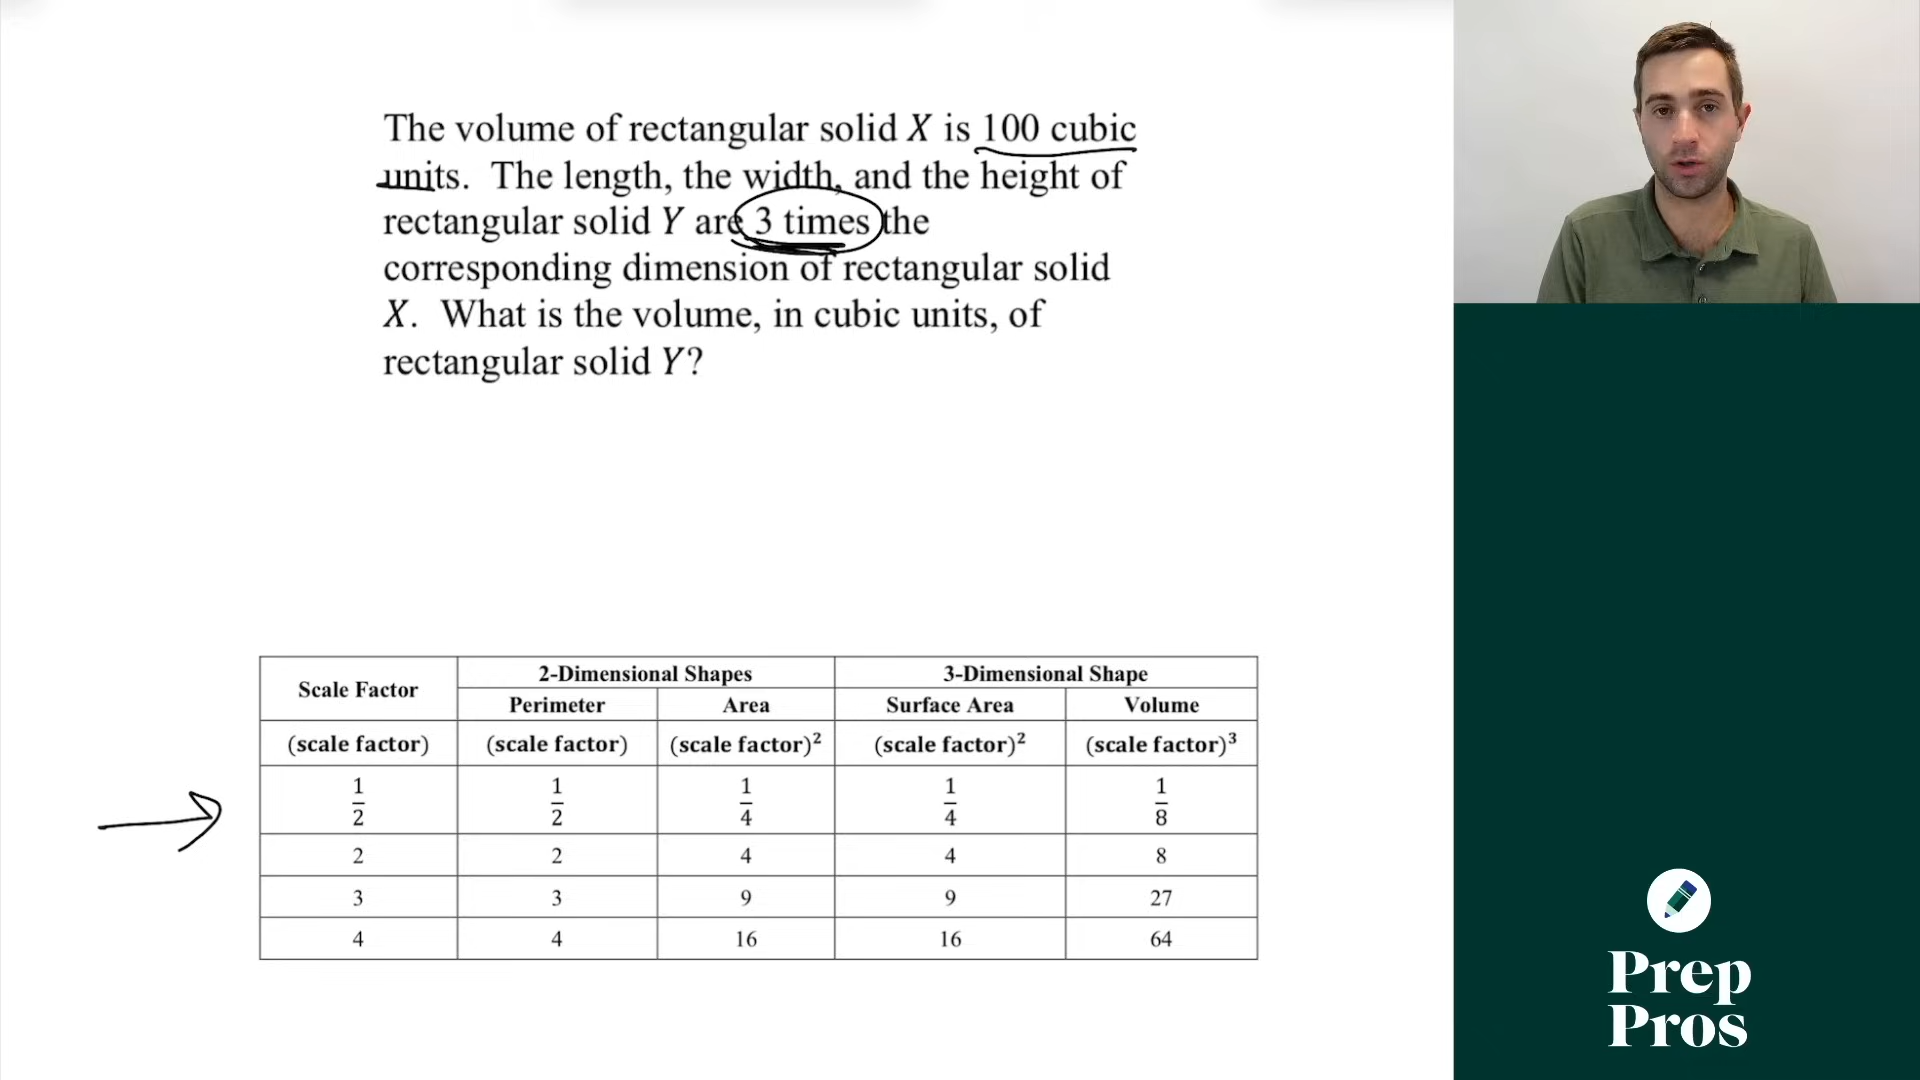 The volume of rectangular solid X is 100 cubic
units. The length, the width, and the height of
rectangular solid Y are 3 times the
corresponding dimension of rectangular solid
X. What is the volume, in cubic units, of
rectangular solid Y?
Scale Factor 2-Dimensional Shapes 3-Dimensional Shape
Perimeter Area Surface Area Volume
(scale factor) (scale factor) (scale factor)² (scale factor)² (scale factor)³
1/2 1/2 1/4 1/4 1/8
2 2 4 4 8
3 3 9 9 27
4 4 16 16 64
Prep
Pros